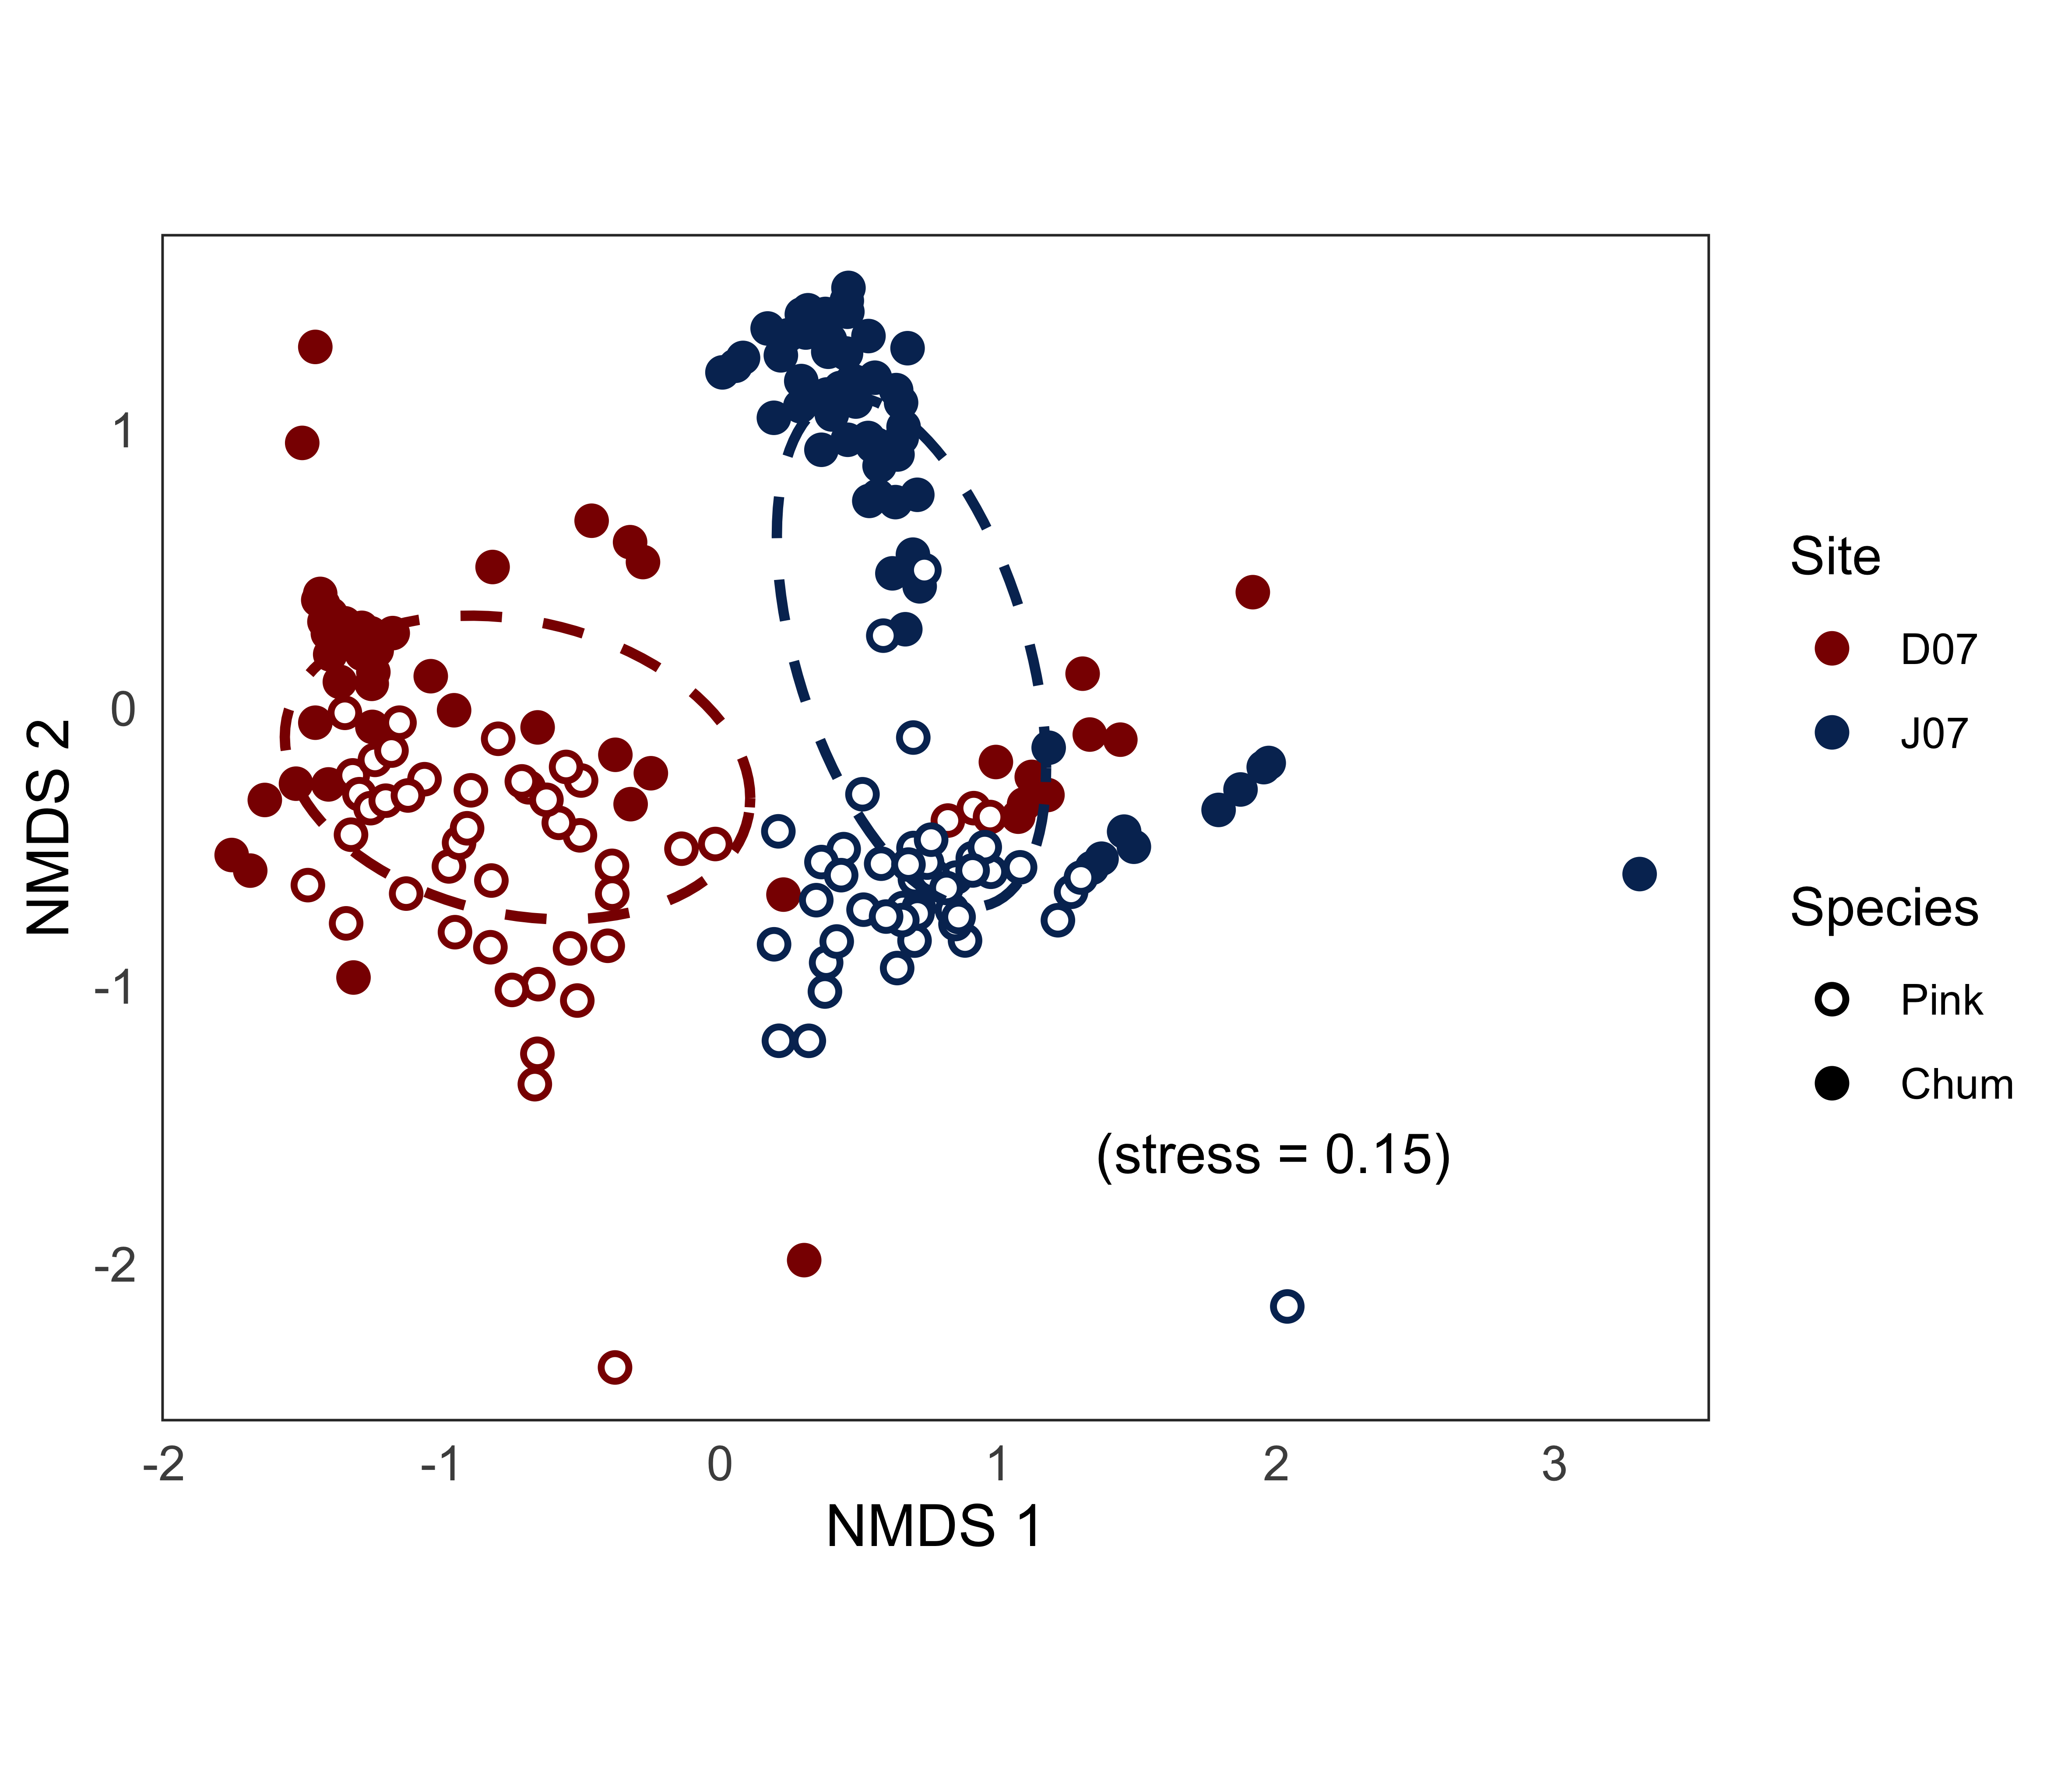 1
0
-1
-2
NMDS 2
-2
-1
0
1
2
3
NMDS 1
(stress = 0.15)
Site
D07
J07
Species
Pink
Chum